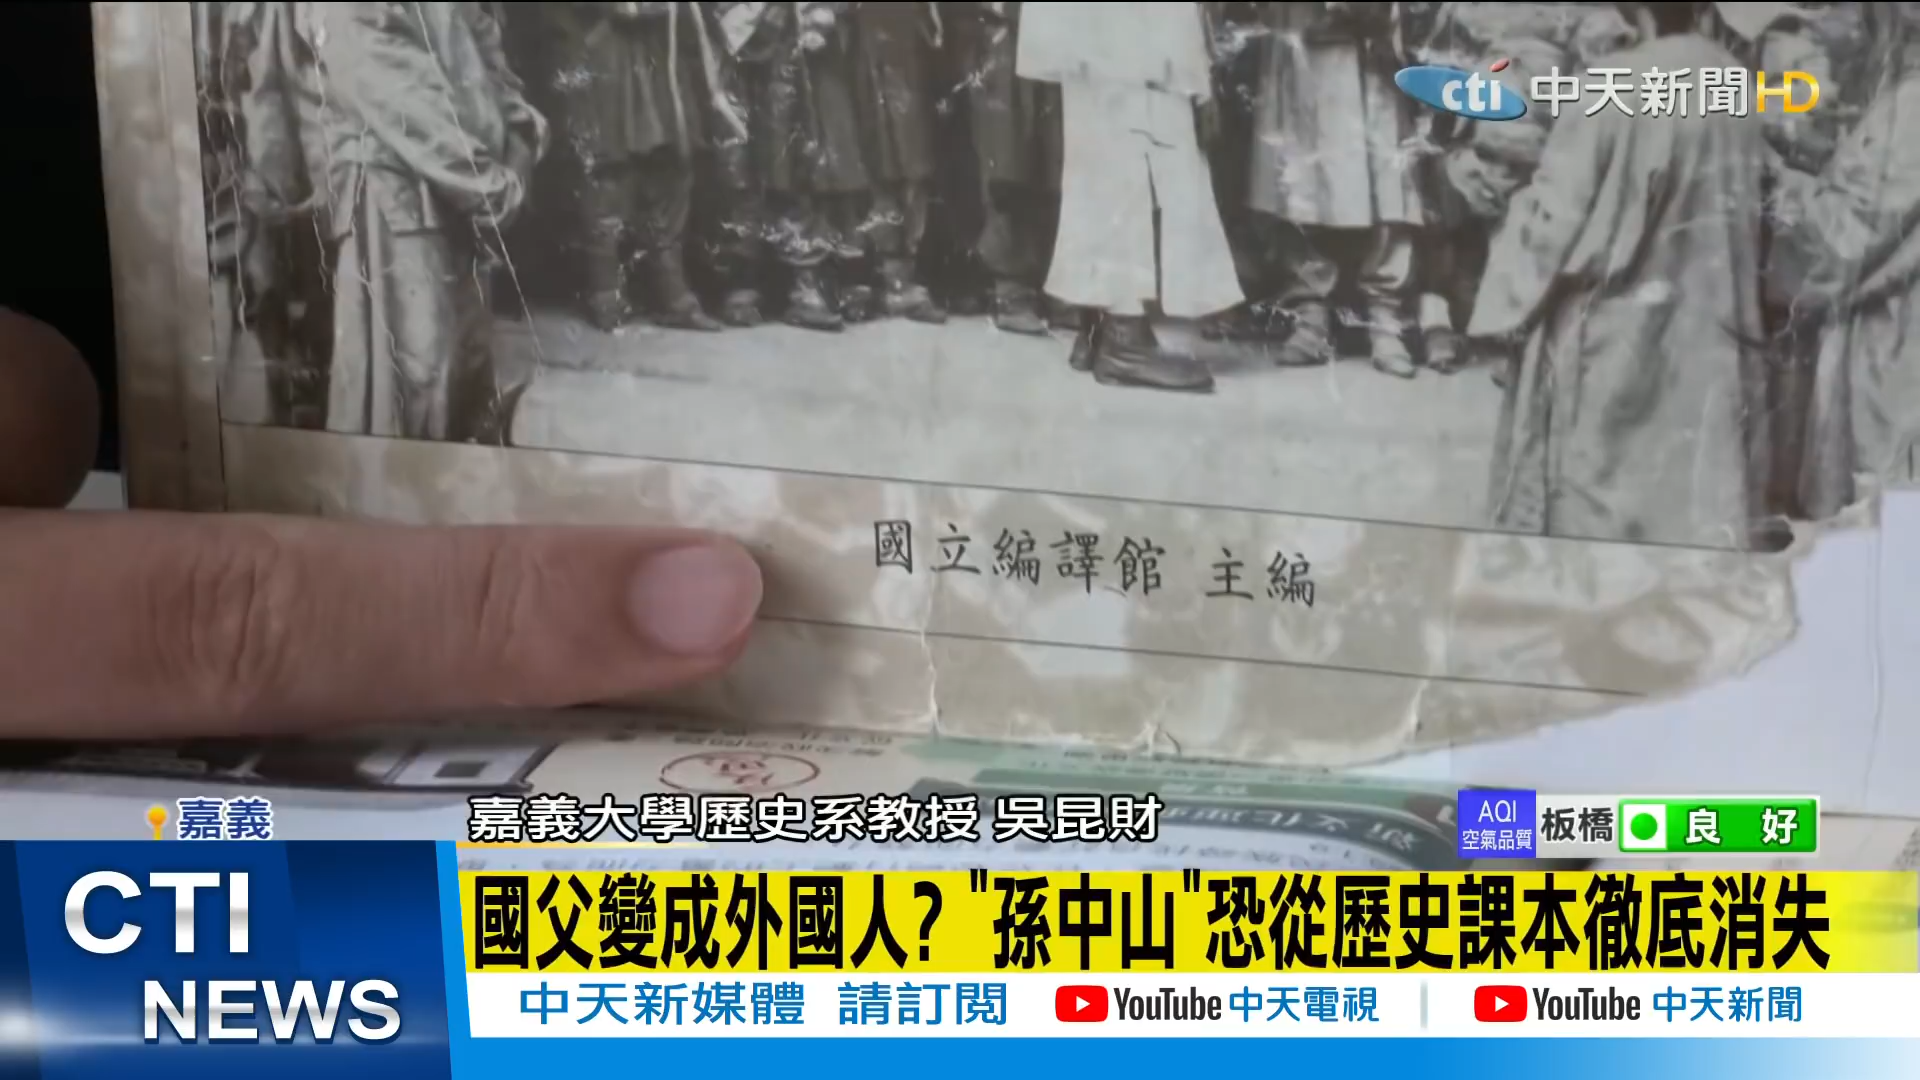 cti 中天新聞HD
國立編譯館 主編
嘉義
嘉義大學歷史系教授 吳昆財
AQI 空氣品質 板橋 良 好
CTI NEWS
國父變成外國人? "孫中山"恐從歷史課本徹底消失
中天新媒體 請訂閱 YouTube 中天電視 YouTube 中天新聞